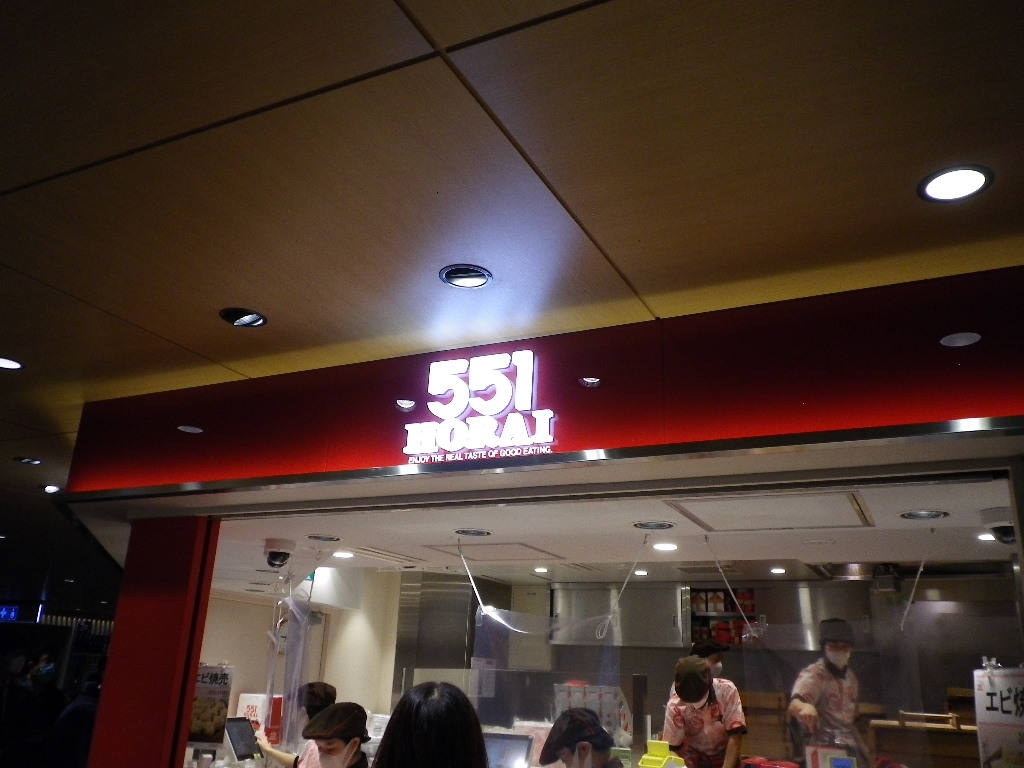 551
HORAI
ENJOY THE REAL TASTE OF GOOD EATING.
エビ焼売
551
エビ焼